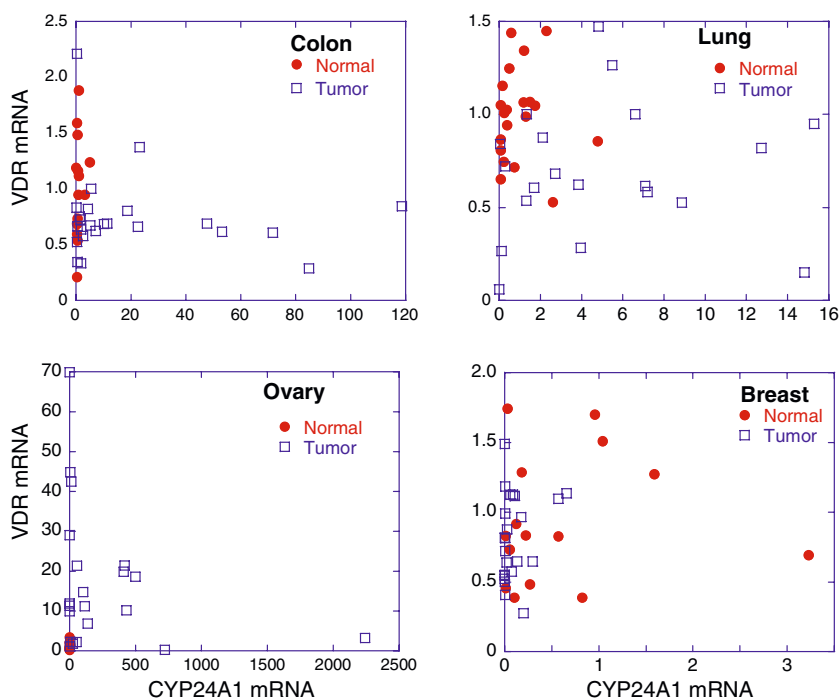 Colon
Normal
Tumor
VDR mRNA
2.5
2.0
1.5
1.0
0.5
0
0 20 40 60 80 100 120
Lung
Normal
Tumor
1.5
1.0
0.5
0
0 2 4 6 8 10 12 14 16
Ovary
Normal
Tumor
VDR mRNA
70
60
50
40
30
20
10
0
0 500 1000 1500 2000 2500
CYP24A1 mRNA
Breast
Normal
Tumor
2.0
1.5
1.0
0.5
0
0 1 2 3
CYP24A1 mRNA